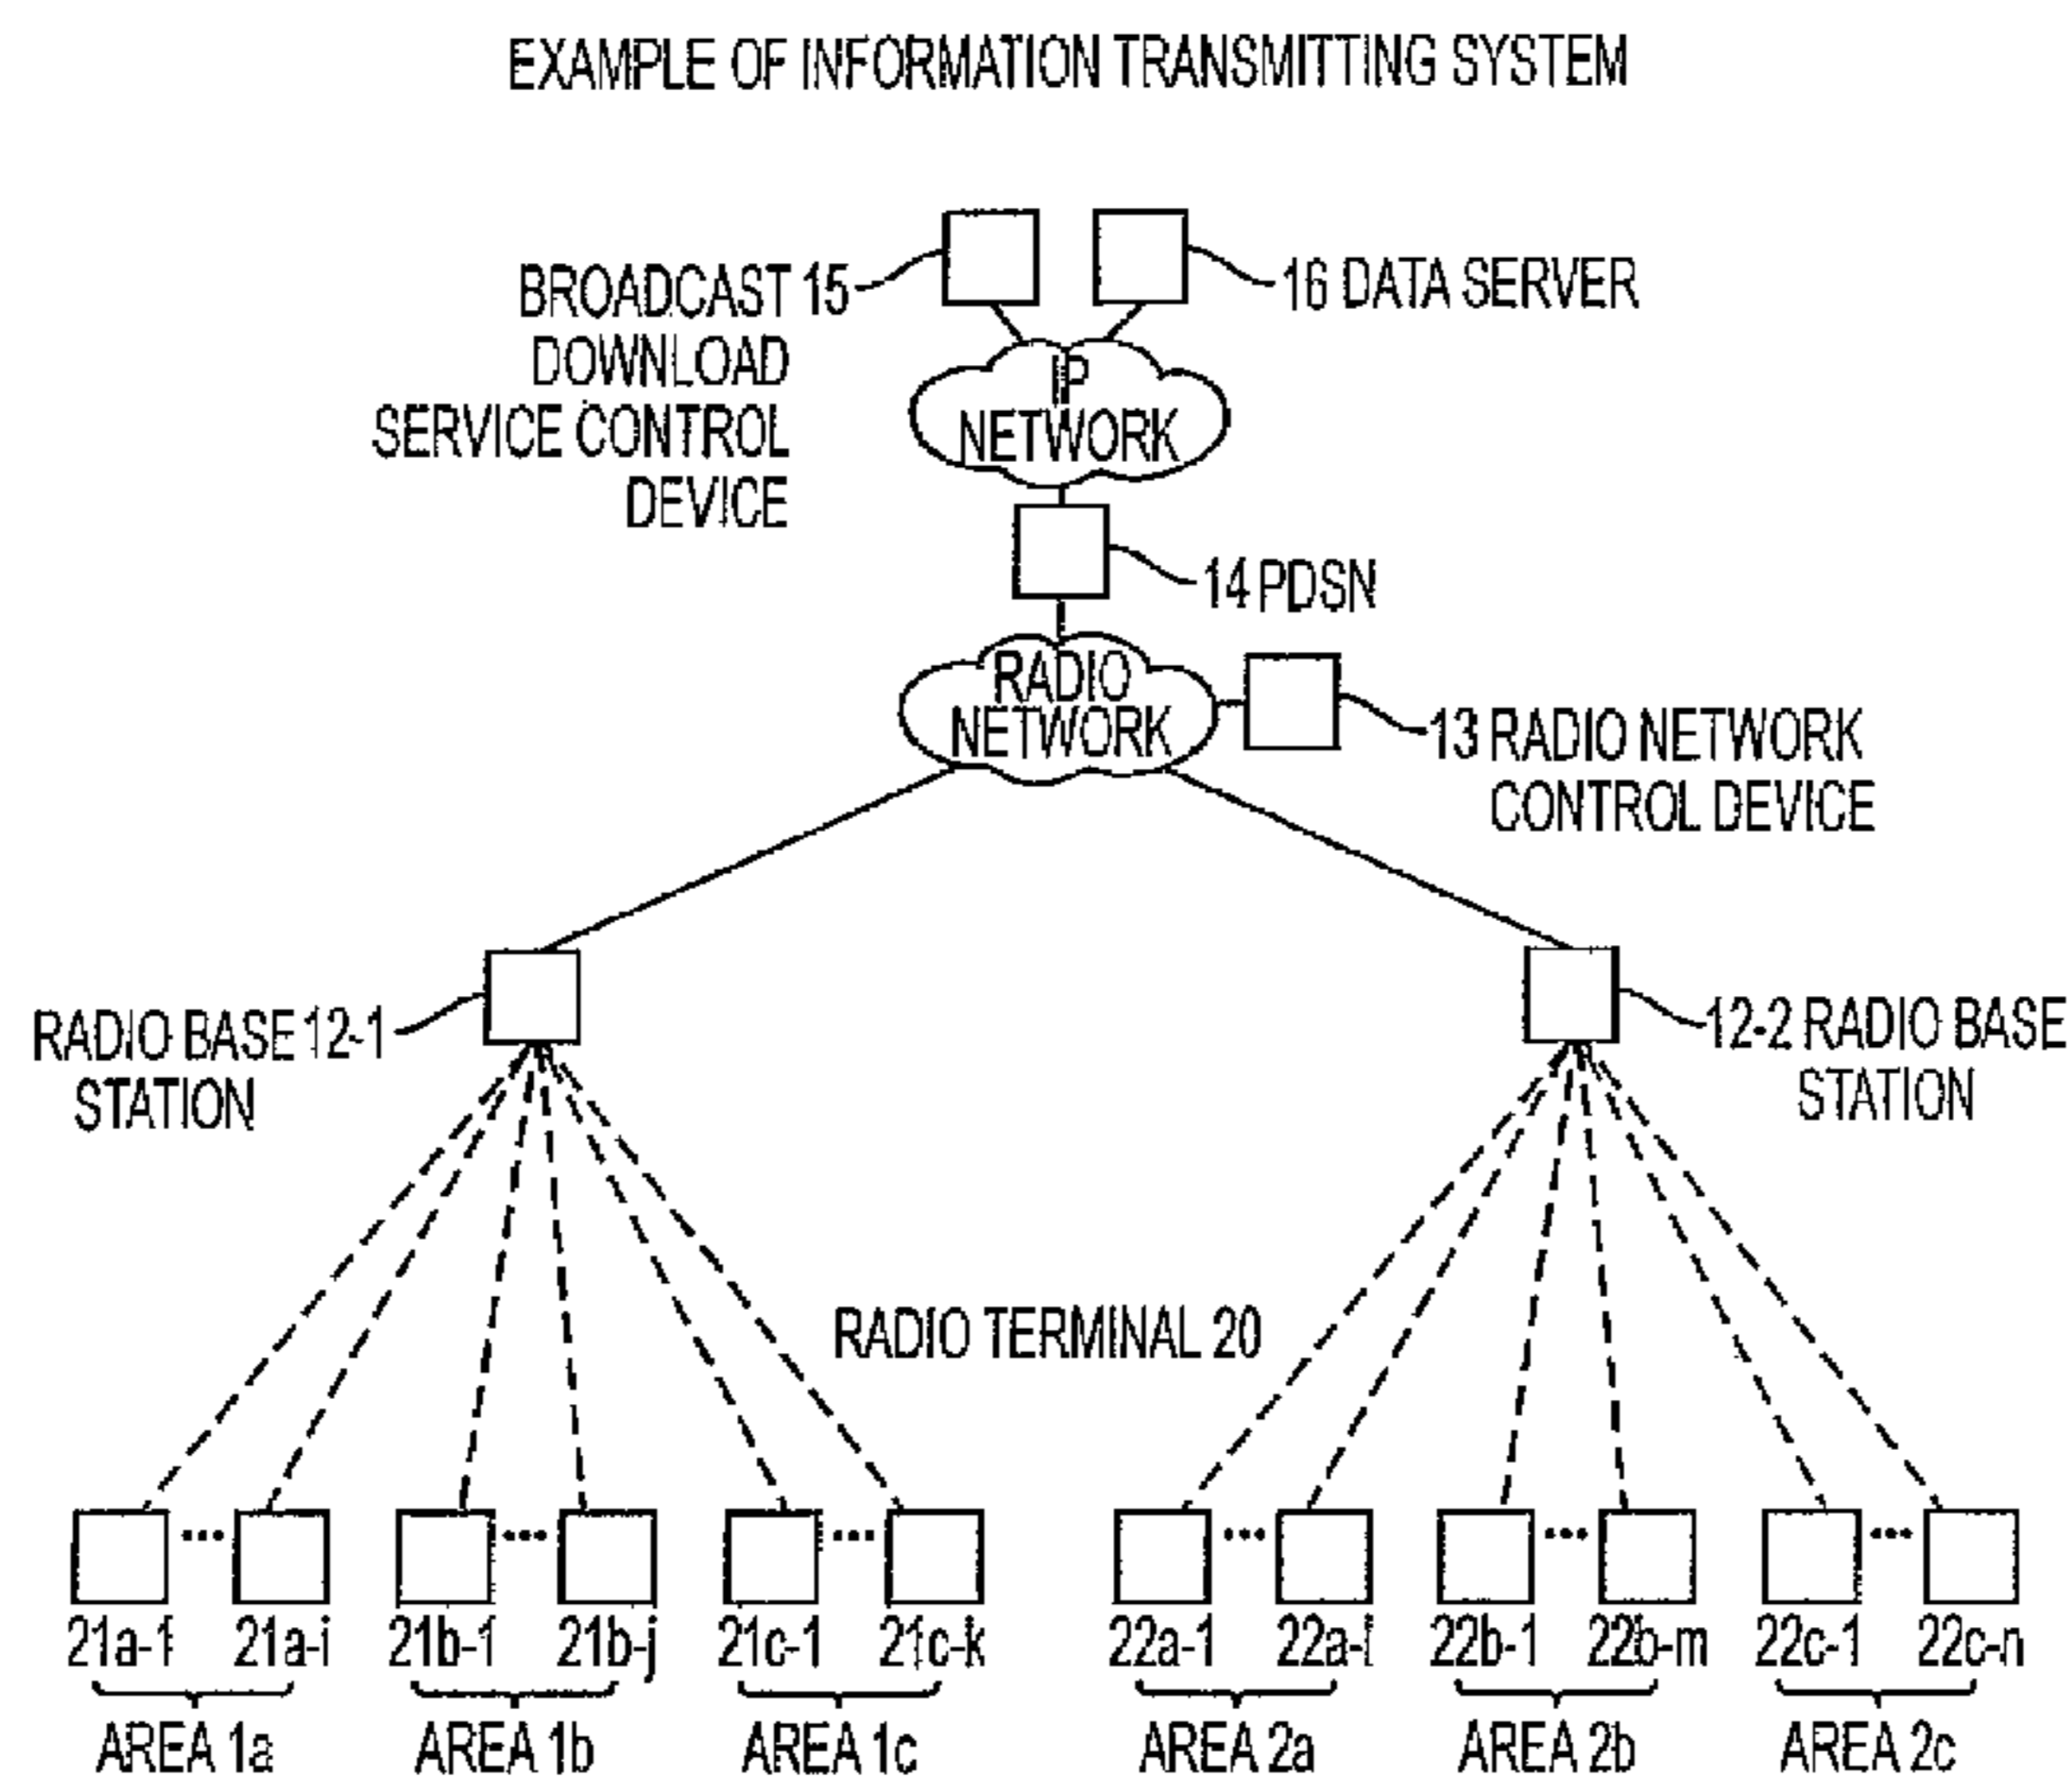 EXAMPLE OF INFORMATION TRANSMITTING SYSTEM
BROADCAST 15
DOWNLOAD
SERVICE CONTROL
DEVICE
16 DATA SERVER
IP
NETWORK
14 PDSN
RADIO
NETWORK
13 RADIO NETWORK
CONTROL DEVICE
RADIO BASE 12-1
STATION
12-2 RADIO BASE
STATION
RADIO TERMINAL 20
21a-1 21a-i 21b-1 21b-j 21c-1 21c-k 22a-1 22a-l 22b-1 22b-m 22c-1 22c-n
AREA 1a AREA 1b AREA 1c AREA 2a AREA 2b AREA 2c